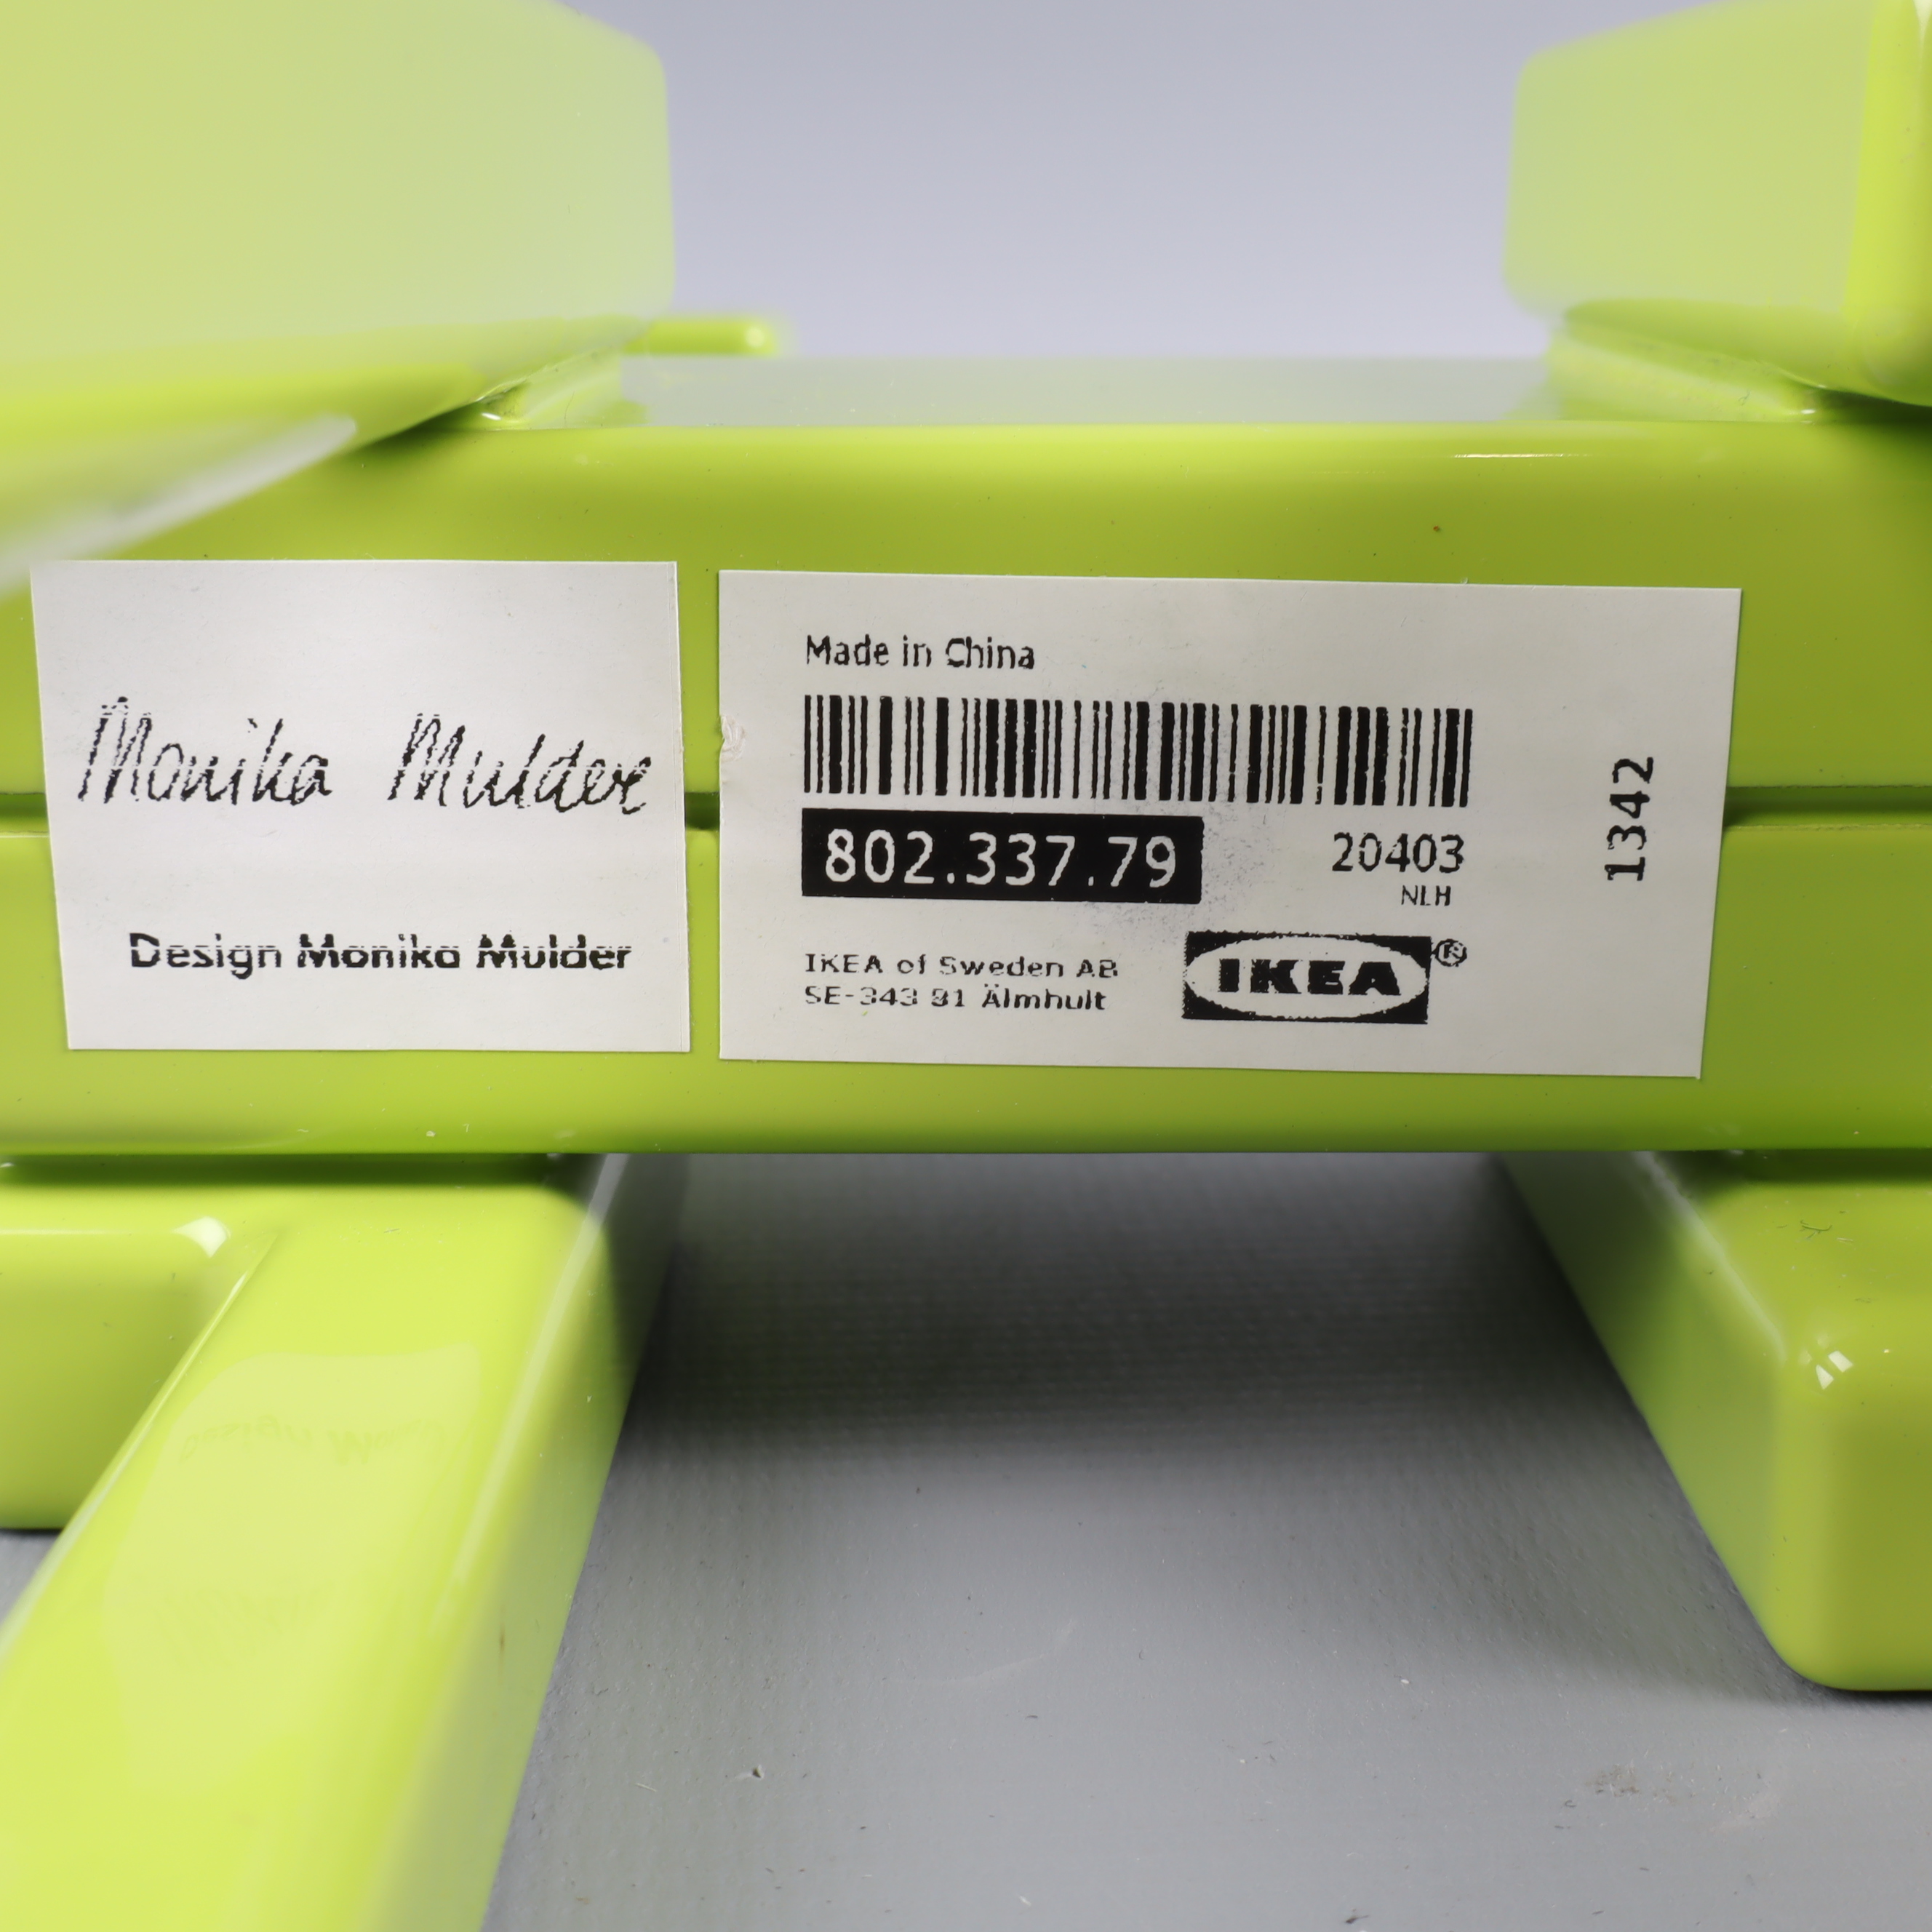 Monika Mulder
Design Monika Mulder
Made in China
802.337.79
20403
NLH
IKEA of Sweden AB
SE-343 81 Älmhult
IKEA®
1342